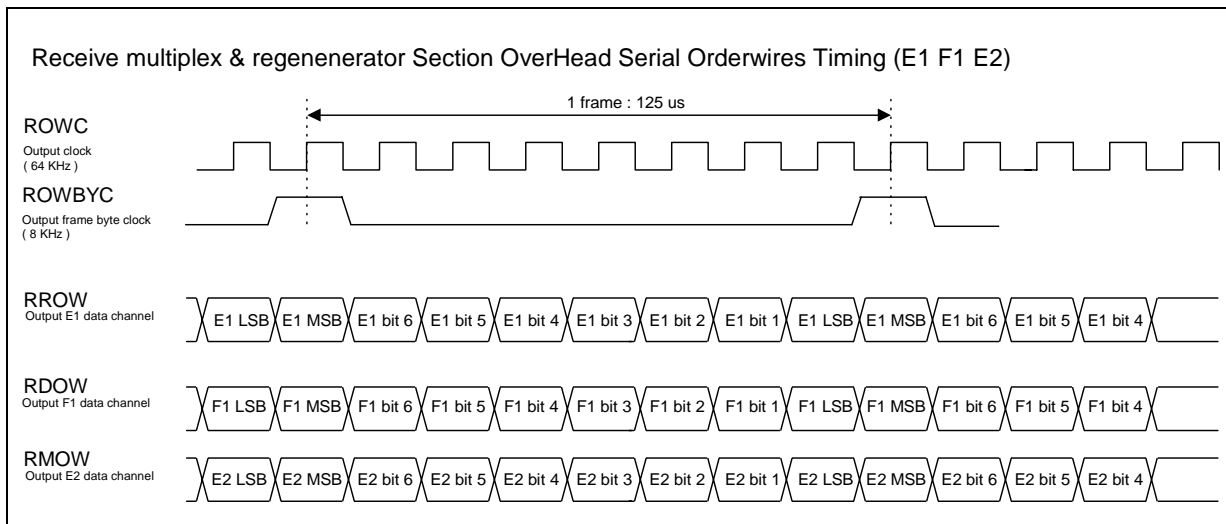 Receive multiplex & regenenerator Section OverHead Serial Orderwires Timing (E1 F1 E2)
1 frame : 125 us
ROWC
Output clock
( 64 KHz )
ROWBYC
Output frame byte clock
( 8 KHz )
RROW
Output E1 data channel
E1 LSB E1 MSB E1 bit 6 E1 bit 5 E1 bit 4 E1 bit 3 E1 bit 2 E1 bit 1 E1 LSB E1 MSB E1 bit 6 E1 bit 5 E1 bit 4
RDOW
Output F1 data channel
F1 LSB F1 MSB F1 bit 6 F1 bit 5 F1 bit 4 F1 bit 3 F1 bit 2 F1 bit 1 F1 LSB F1 MSB F1 bit 6 F1 bit 5 F1 bit 4
RMOW
Output E2 data channel
E2 LSB E2 MSB E2 bit 6 E2 bit 5 E2 bit 4 E2 bit 3 E2 bit 2 E2 bit 1 E2 LSB E2 MSB E2 bit 6 E2 bit 5 E2 bit 4